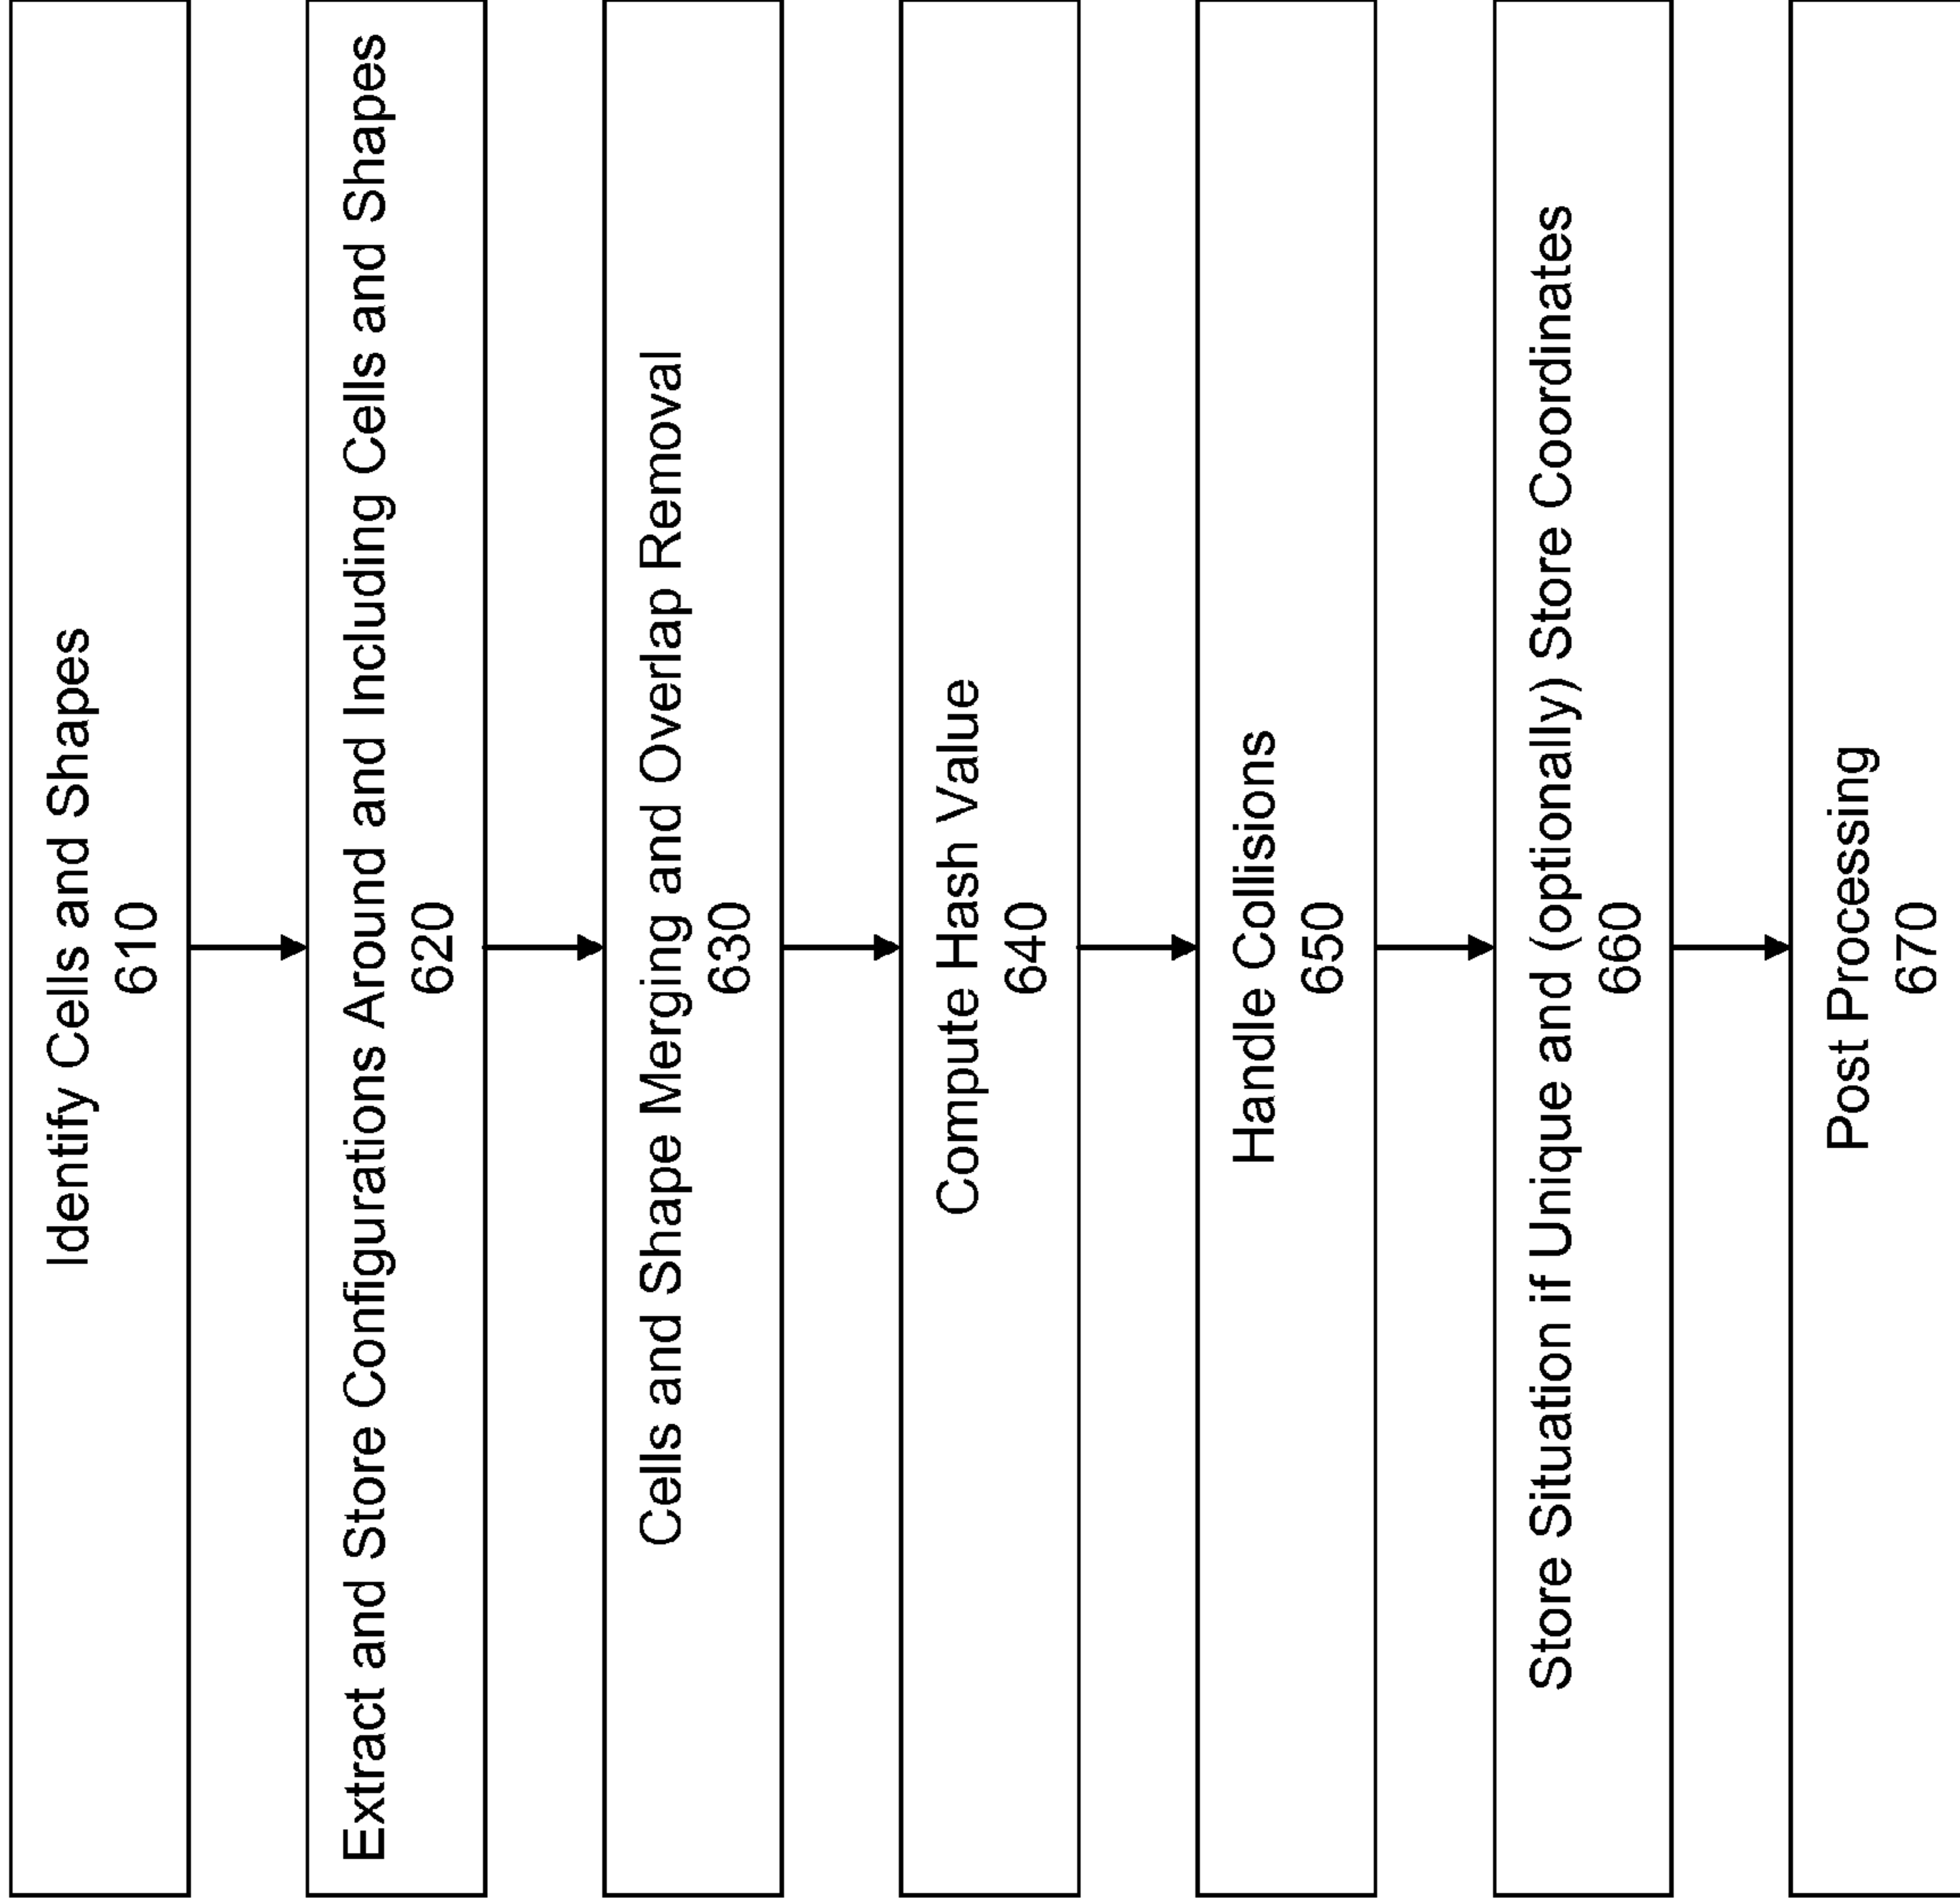 Identify Cells and Shapes
610
Extract and Store Configurations Around and Including Cells and Shapes
620
Cells and Shape Merging and Overlap Removal
630
Compute Hash Value
640
Handle Collisions
650
Store Situation if Unique and (optionally) Store Coordinates
660
Post Processing
670